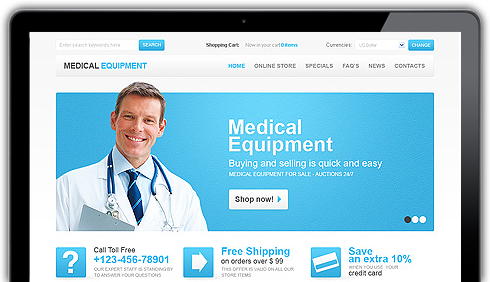 Enter search keywords here
SEARCH
Shopping Cart: Now in your cart 0 items
Currencies: US Dollar
CHANGE
MEDICAL EQUIPMENT
HOME ONLINE STORE SPECIALS FAQ'S NEWS CONTACTS
Medical
Equipment
Buying and selling is quick and easy
MEDICAL EQUIPMENT FOR SALE - AUCTIONS 24/7
Shop now!
?
Call Toll Free
+123-456-78901
OUR EXPERT STAFF IS STANDING BY
TO ANSWER YOUR QUESTIONS
Free Shipping
on orders over $ 99
THIS OFFER IS VALID ON ALL OUR
STORE ITEMS
Save
an extra 10%
WHEN YOU USE YOUR
credit card